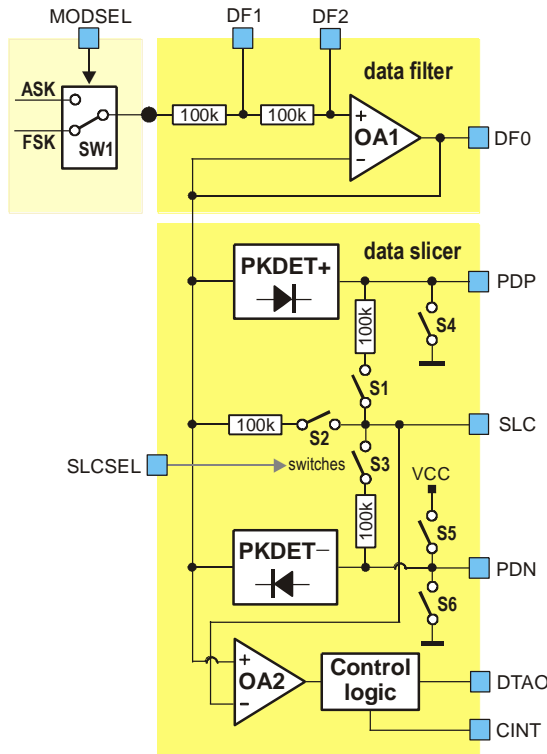 MODSEL
DF1
DF2
ASK
FSK
SW1
data filter
100k
100k
+
OA1
−
DF0
data slicer
PKDET+
PDP
100k
S4
S1
100k
S2
SLC
SLCSEL
switches
S3
VCC
100k
S5
PKDET−
PDN
S6
+
OA2
−
Control
logic
DTAO
CINT